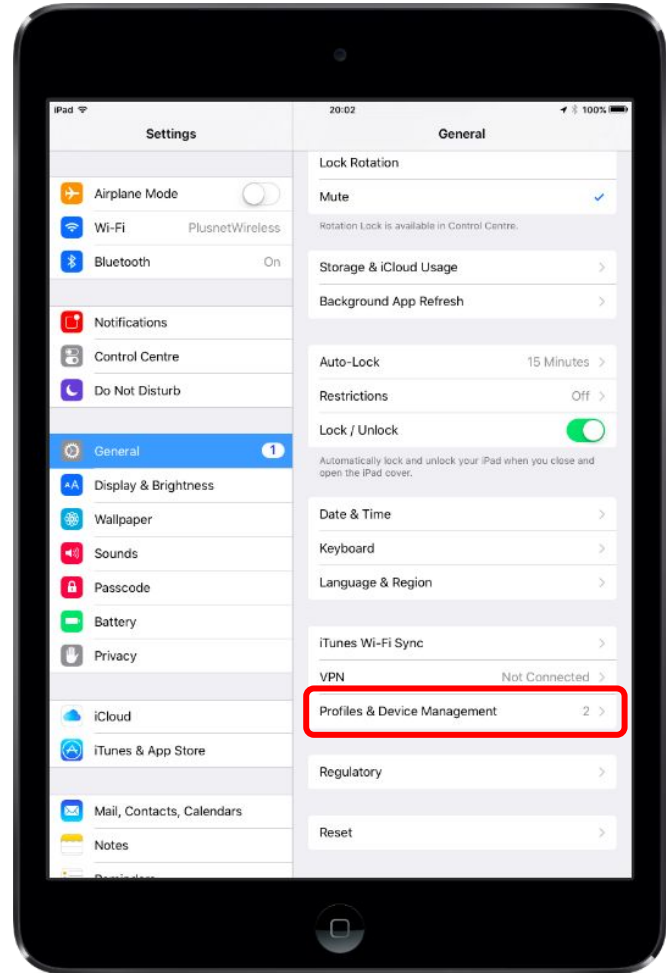 iPad 20:02 100%
Settings General
Lock Rotation
Airplane Mode
Mute
Wi-Fi PlusnetWireless
Rotation Lock is available in Control Centre.
Bluetooth On
Storage & iCloud Usage
Background App Refresh
Notifications
Control Centre
Auto-Lock 15 Minutes
Do Not Disturb
Restrictions Off
Lock / Unlock
General 1
Automatically lock and unlock your iPad when you close and
open the iPad cover.
Display & Brightness
AA
Wallpaper
Date & Time
Sounds
Keyboard
Passcode
Language & Region
Battery
Privacy
iTunes Wi-Fi Sync
VPN Not Connected
iCloud
Profiles & Device Management 2
iTunes & App Store
Regulatory
Mail, Contacts, Calendars
Notes
Reset